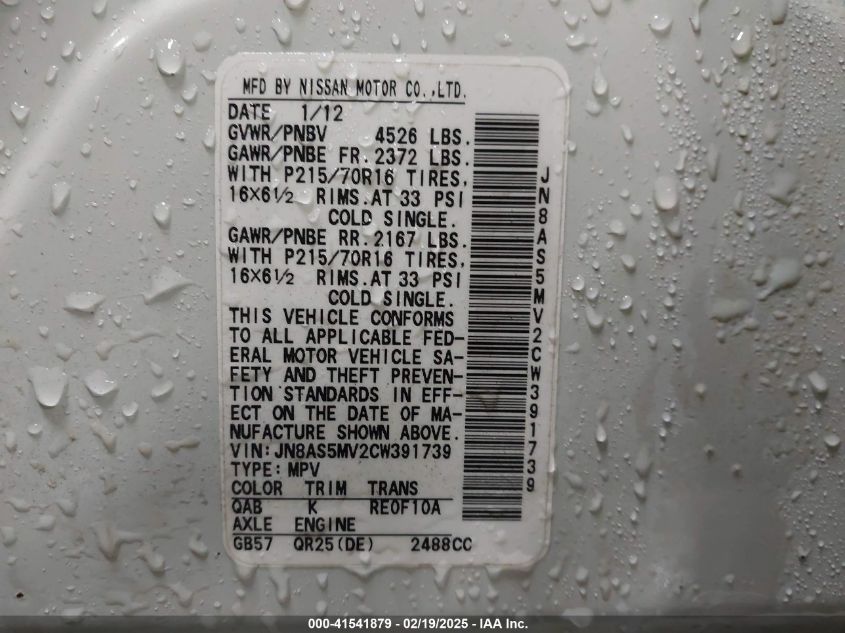 MFD BY NISSAN MOTOR CO.,LTD.
DATE 1/12
GVWR/PNBV 4526 LBS.
GAWR/PNBE FR. 2372 LBS.
WITH P215/70R16 TIRES,
16×6½ RIMS.AT 33 PSI
COLD SINGLE.
GAWR/PNBE RR. 2167 LBS.
WITH P215/70R16 TIRES,
16×6½ RIMS.AT 33 PSI
COLD SINGLE.
THIS VEHICLE CONFORMS
TO ALL APPLICABLE FED-
ERAL MOTOR VEHICLE SA-
FETY AND THEFT PREVEN-
TION STANDARDS IN EFF-
ECT ON THE DATE OF MA-
NUFACTURE SHOWN ABOVE.
VIN:JN8AS5MV2CW391739
TYPE:MPV
COLOR TRIM TRANS
QAB K RE0F10A
AXLE ENGINE
GB57 QR25(DE) 2488CC
JN8AS5MV2CW391739
000-41541879 - 02/19/2025 - IAA Inc.